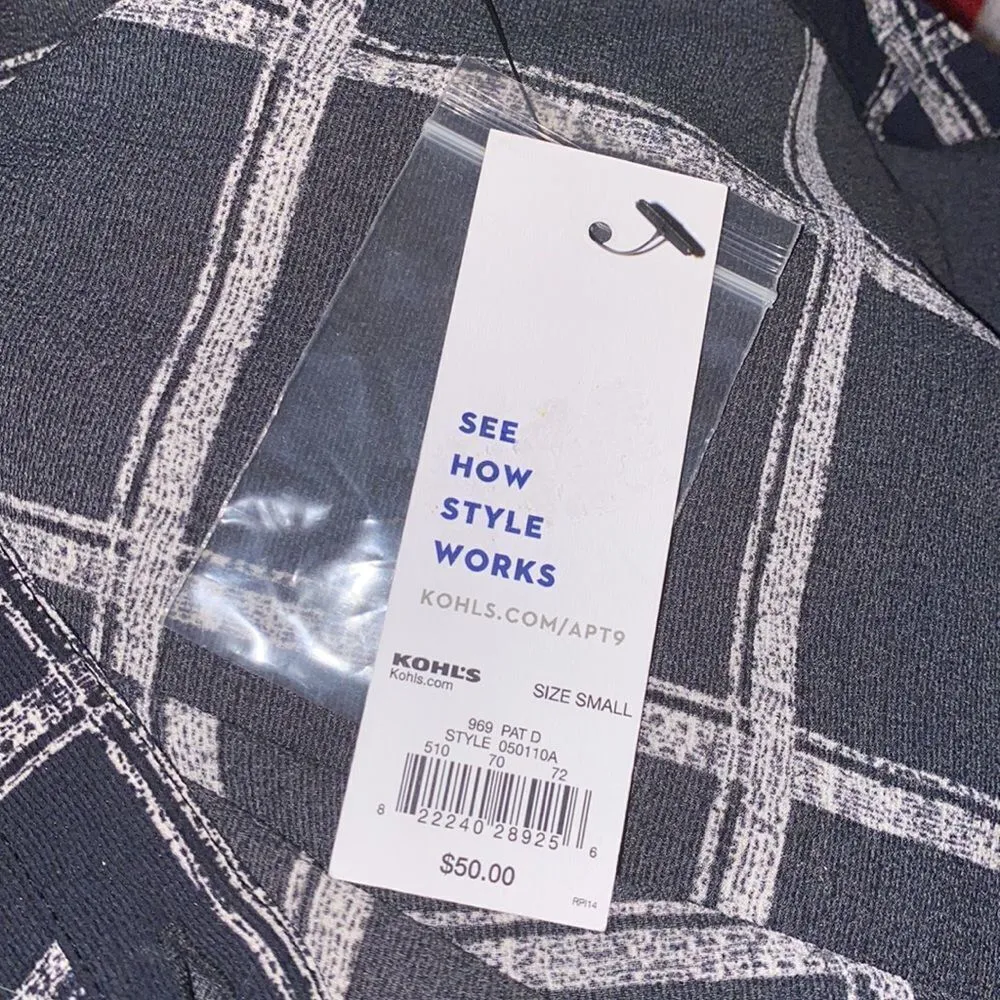 SEE
HOW
STYLE
WORKS
KOHLS.COM/APT9
KOHL'S
Kohls.com
SIZE SMALL
969 PAT D
STYLE 050110A
510 70 72
8 22240 28925 6
$50.00
RPI14